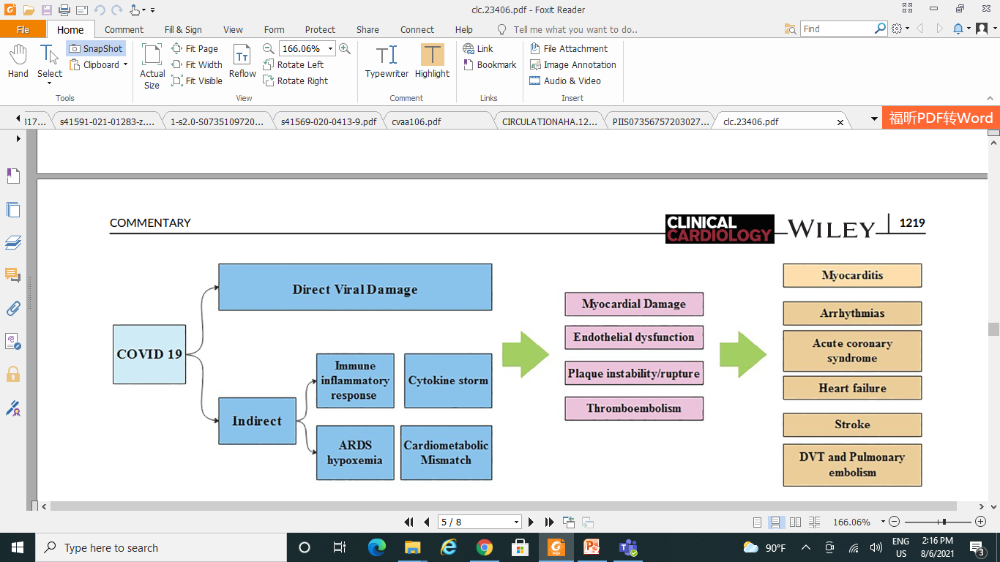 clc.23406.pdf - Foxit Reader
File Home Comment Fill & Sign View Form Protect Share Connect Help Tell me what you want to do.. Find
Hand
Select
SnapShot
Clipboard
Tools
Actual
Size
Fit Page
Fit Width
Fit Visible
Reflow
166.06%
Rotate Left
Rotate Right
View
Typewriter
Highlight
Comment
Link
Bookmark
Links
File Attachment
Image Annotation
Audio & Video
Insert
317... s41591-021-01283-z.... 1-s2.0-S0735109720... s41569-020-0413-9.pdf cvaa106.pdf CIRCULATIONAHA.12... PIIS07356757203027... clc.23406.pdf
福昕PDF转Word
COMMENTARY
CLINICAL
CARDIOLOGY
WILEY
1219
COVID 19
Direct Viral Damage
Indirect
Immune
inflammatory
response
Cytokine storm
ARDS
hypoxemia
Cardiometabolic
Mismatch
Myocardial Damage
Endothelial dysfunction
Plaque instability/rupture
Thromboembolism
Myocarditis
Arrhythmias
Acute coronary
syndrome
Heart failure
Stroke
DVT and Pulmonary
embolism
5 / 8
166.06%
Type here to search
90°F
ENG
US
2:16 PM
8/6/2021
3